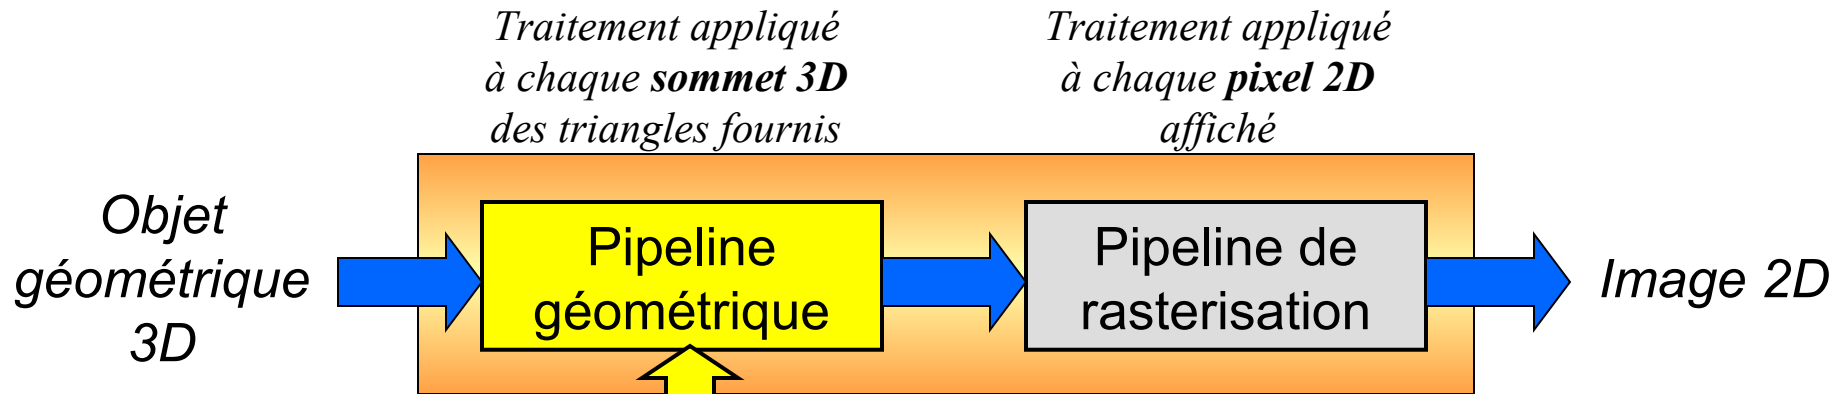 Traitement appliqué
à chaque sommet 3D
des triangles fournis
Traitement appliqué
à chaque pixel 2D
affiché
Objet
géométrique
3D
Pipeline
géométrique
Pipeline de
rasterisation
Image 2D